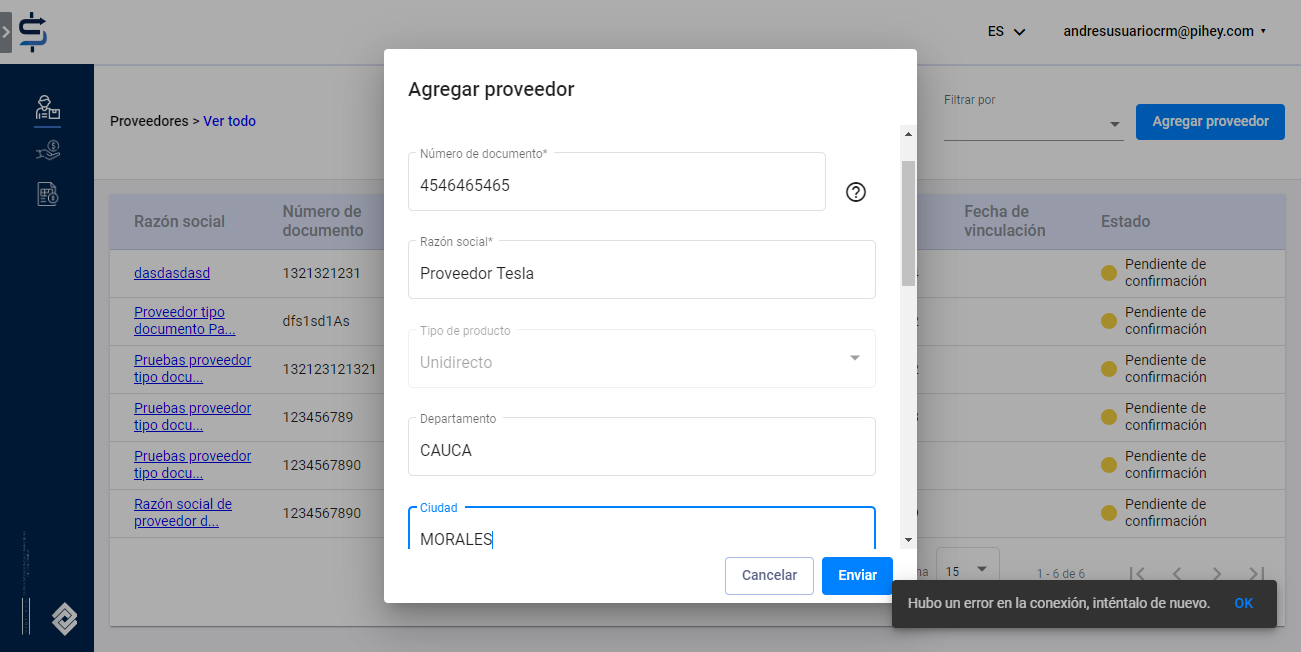 ES
andresusuariocrm@pihey.com
Agregar proveedor
Proveedores > Ver todo
Filtrar por
Agregar proveedor
Número de documento*
4546465465
Razón social*
Proveedor Tesla
Tipo de producto
Unidirecto
Departamento
CAUCA
Ciudad
MORALES
Cancelar
Enviar
Razón social
Número de
documento
Fecha de
vinculación
Estado
dasdasdasd
1321321231
Pendiente de
confirmación
Proveedor tipo
documento Pa...
dfs1sd1As
Pendiente de
confirmación
Pruebas proveedor
tipo docu...
132123121321
Pendiente de
confirmación
Pruebas proveedor
tipo docu...
123456789
Pendiente de
confirmación
Pruebas proveedor
tipo docu...
1234567890
Pendiente de
confirmación
Razón social de
proveedor d...
1234567890
Pendiente de
confirmación
15
1 - 6 de 6
Hubo un error en la conexión, inténtalo de nuevo.
OK